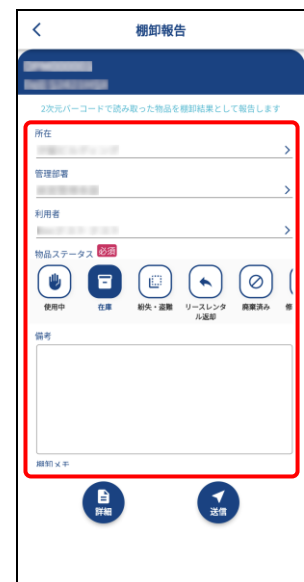 棚卸報告
2次元バーコードで読み取った物品を棚卸結果として報告します
所在
管理部署
利用者
物品ステータス 必須
使用中 在庫 紛失・盗難 リースレンタル返却 廃棄済み 修
備考
棚卸メモ
詳細 送信